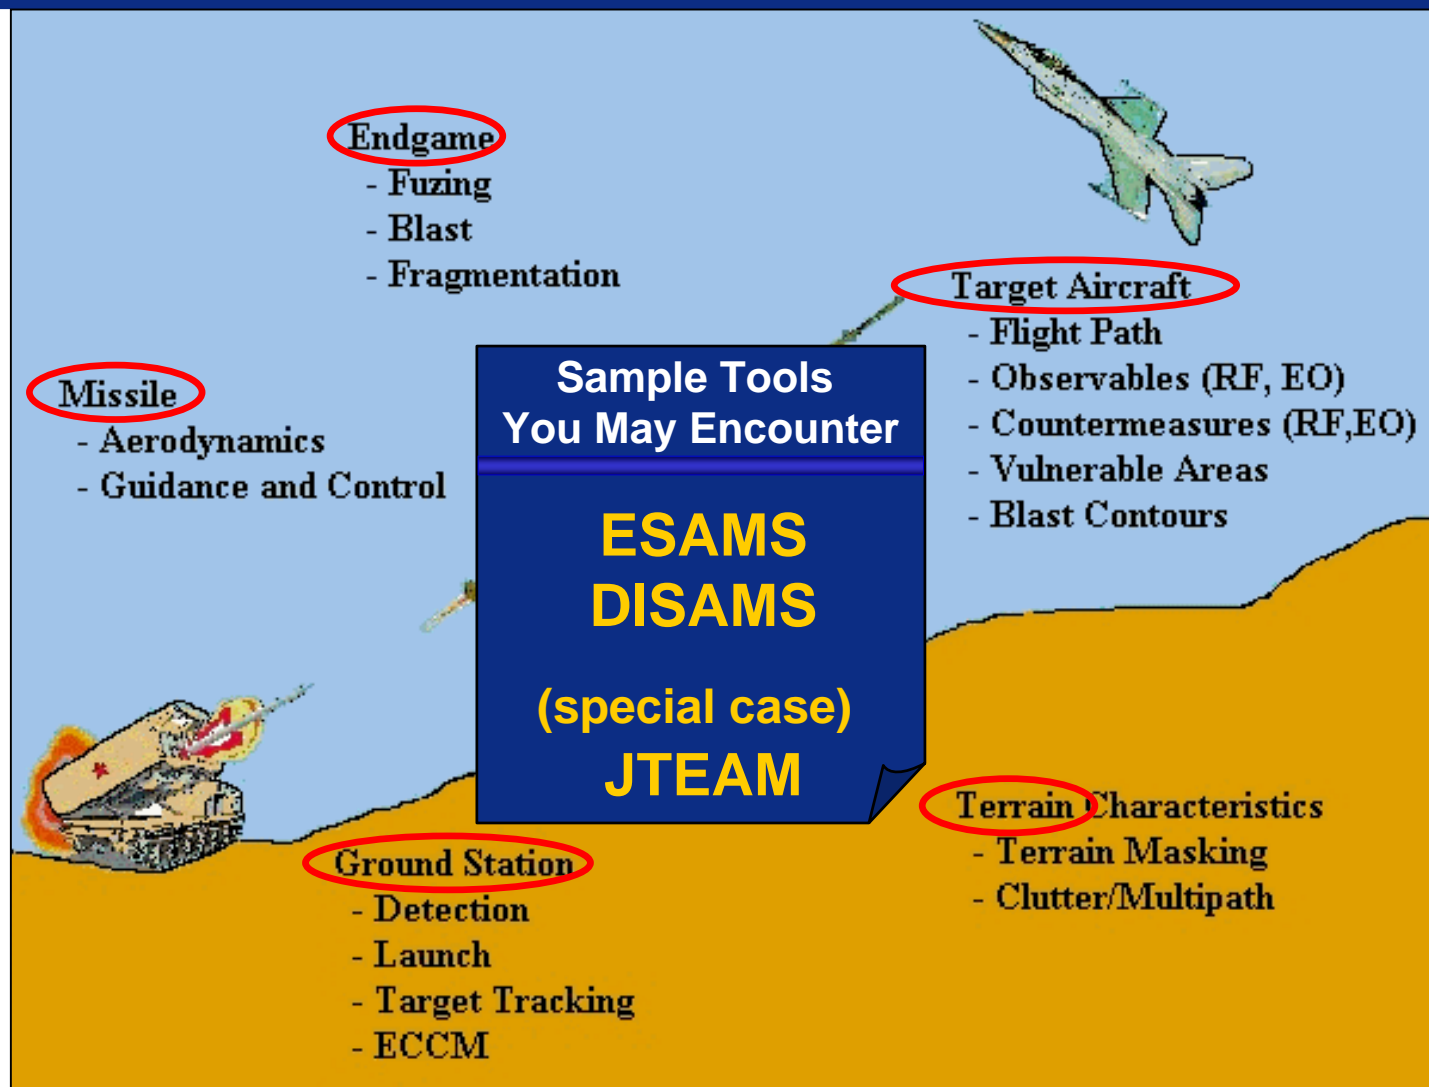 Endgame
- Fuzing
- Blast
- Fragmentation
Target Aircraft
- Flight Path
- Observables (RF, EO)
- Countermeasures (RF,EO)
- Vulnerable Areas
- Blast Contours
Missile
- Aerodynamics
- Guidance and Control
Sample Tools
You May Encounter
ESAMS
DISAMS
(special case)
JTEAM
Terrain Characteristics
- Terrain Masking
- Clutter/Multipath
Ground Station
- Detection
- Launch
- Target Tracking
- ECCM